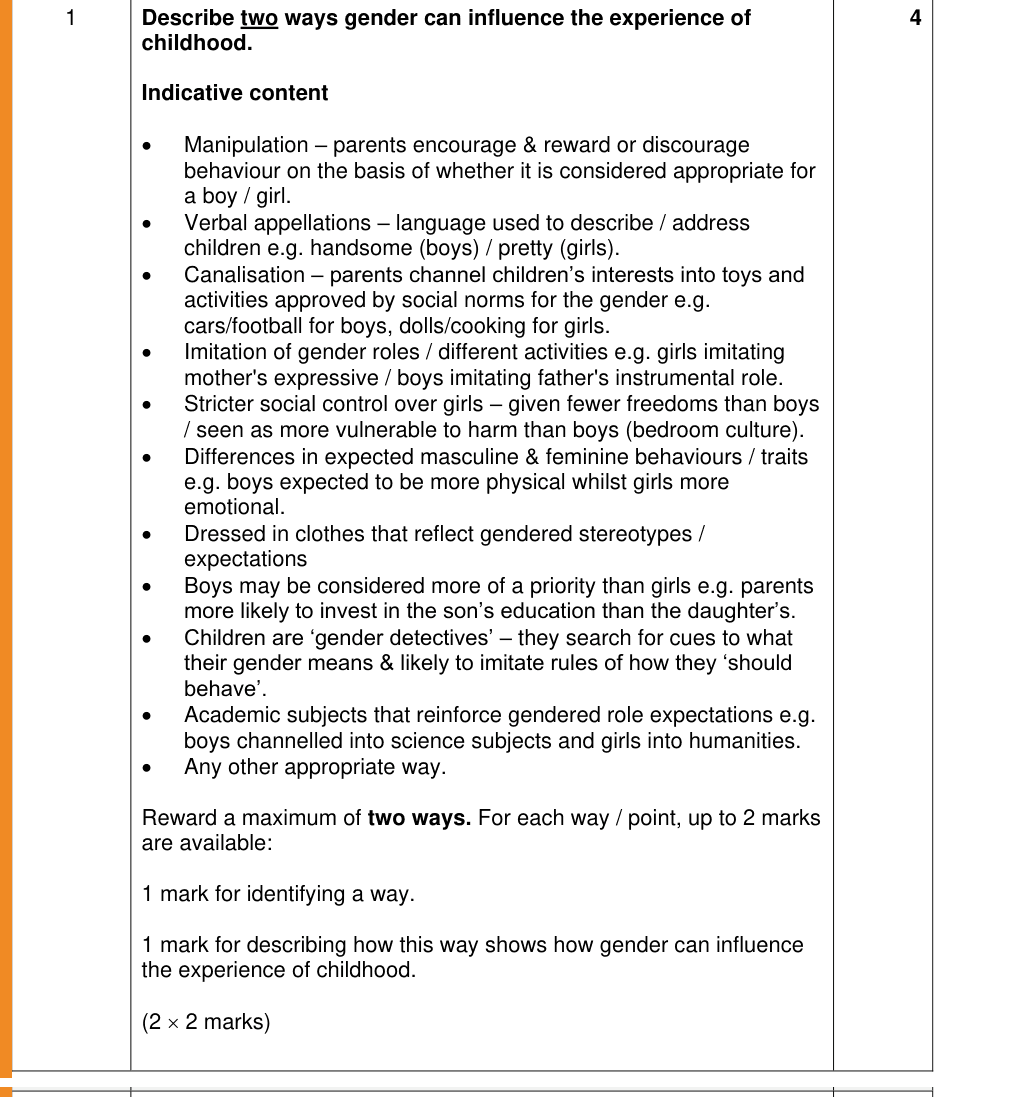 1
Describe two ways gender can influence the experience of
childhood.
4
Indicative content
• Manipulation – parents encourage & reward or discourage
behaviour on the basis of whether it is considered appropriate for
a boy / girl.
• Verbal appellations – language used to describe / address
children e.g. handsome (boys) / pretty (girls).
• Canalisation – parents channel children’s interests into toys and
activities approved by social norms for the gender e.g.
cars/football for boys, dolls/cooking for girls.
• Imitation of gender roles / different activities e.g. girls imitating
mother's expressive / boys imitating father's instrumental role.
• Stricter social control over girls – given fewer freedoms than boys
/ seen as more vulnerable to harm than boys (bedroom culture).
• Differences in expected masculine & feminine behaviours / traits
e.g. boys expected to be more physical whilst girls more
emotional.
• Dressed in clothes that reflect gendered stereotypes /
expectations
• Boys may be considered more of a priority than girls e.g. parents
more likely to invest in the son’s education than the daughter’s.
• Children are ‘gender detectives’ – they search for cues to what
their gender means & likely to imitate rules of how they ‘should
behave’.
• Academic subjects that reinforce gendered role expectations e.g.
boys channelled into science subjects and girls into humanities.
• Any other appropriate way.
Reward a maximum of two ways. For each way / point, up to 2 marks
are available:
1 mark for identifying a way.
1 mark for describing how this way shows how gender can influence
the experience of childhood.
(2 × 2 marks)